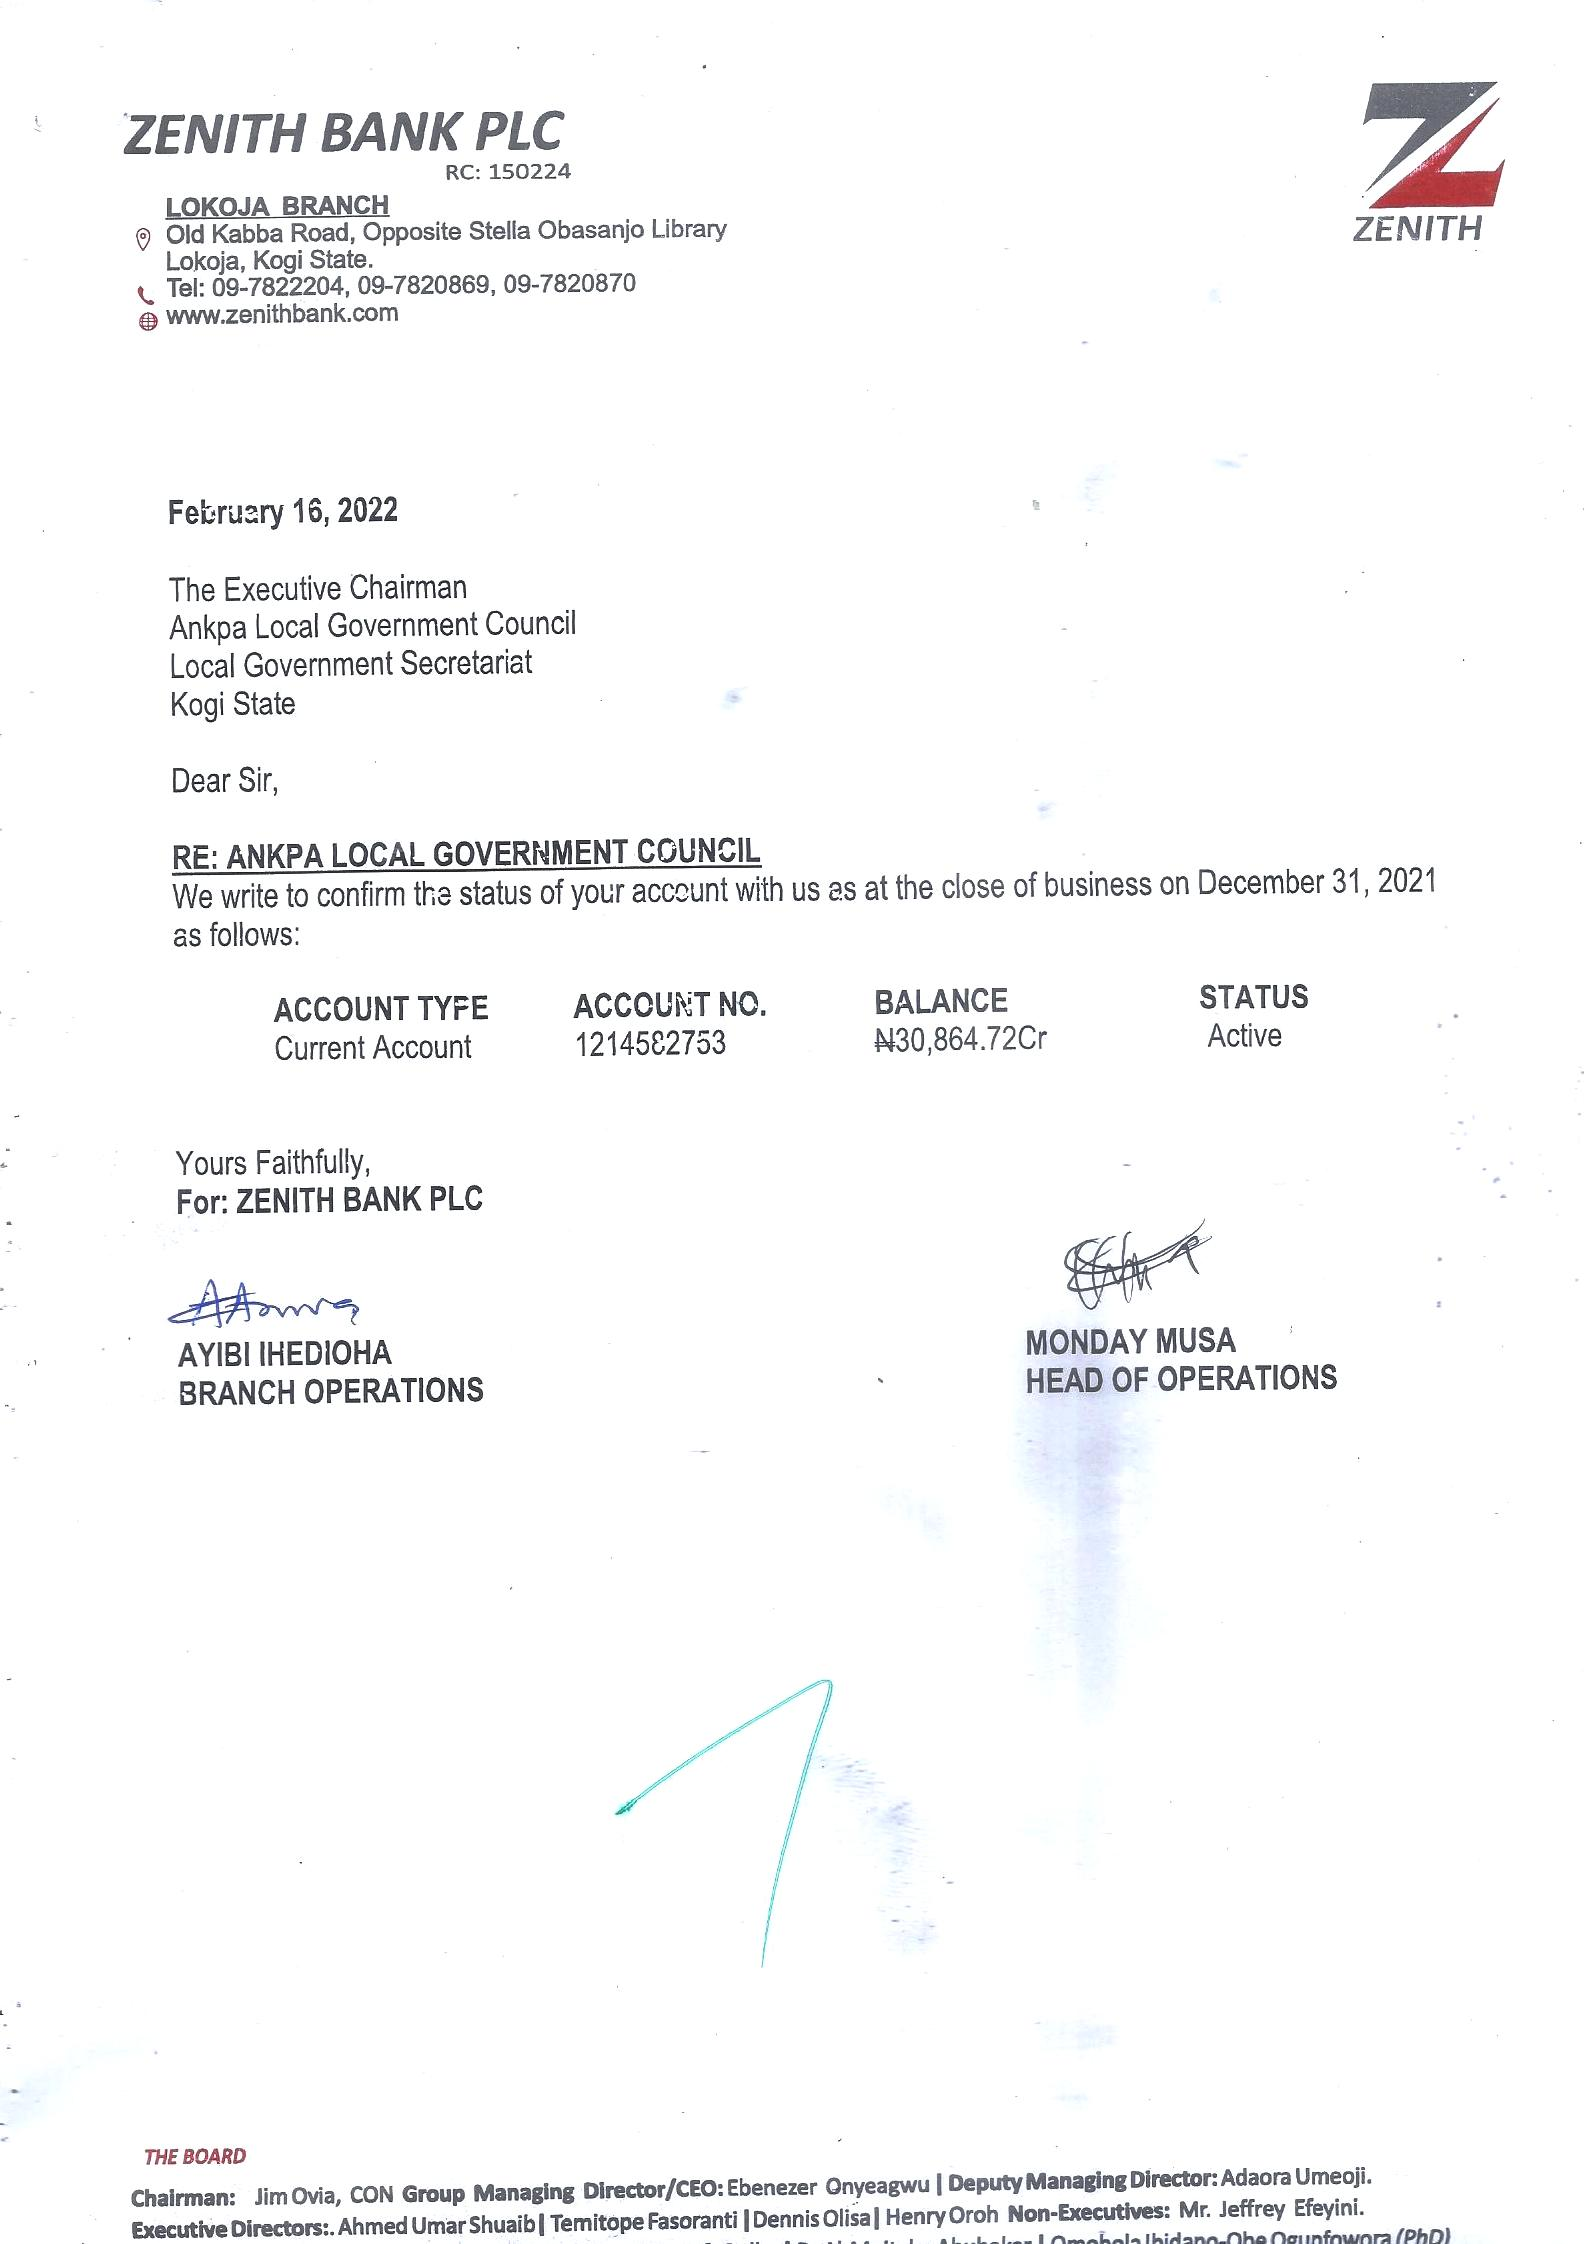 ZENITH BANK PLC
RC: 150224
ZENITH
LOKOJA BRANCH
Old Kabba Road, Opposite Stella Obasanjo Library
Lokoja, Kogi State.
Tel: 09-7822204, 09-7820869, 09-7820870
www.zenithbank.com
February 16, 2022
The Executive Chairman
Ankpa Local Government Council
Local Government Secretariat
Kogi State
Dear Sir,
RE: ANKPA LOCAL GOVERNMENT COUNCIL
We write to confirm the status of your account with us as at the close of business on December 31, 2021
as follows:
ACCOUNT TYPE ACCOUNT NO. BALANCE STATUS
Current Account 1214582753 ₦30,864.72Cr Active
Yours Faithfully,
For: ZENITH BANK PLC
AYIBI IHEDIOHA
BRANCH OPERATIONS
MONDAY MUSA
HEAD OF OPERATIONS
THE BOARD
Chairman: Jim Ovia, CON Group Managing Director/CEO: Ebenezer Onyeagwu | Deputy Managing Director: Adaora Umeoji.
Executive Directors:. Ahmed Umar Shuaib| Temitope Fasoranti |Dennis Olisa| Henry Oroh Non-Executives: Mr. Jeffrey Efeyini.
Omobola Ibidapo-Obe Ogunfowora (PhD)